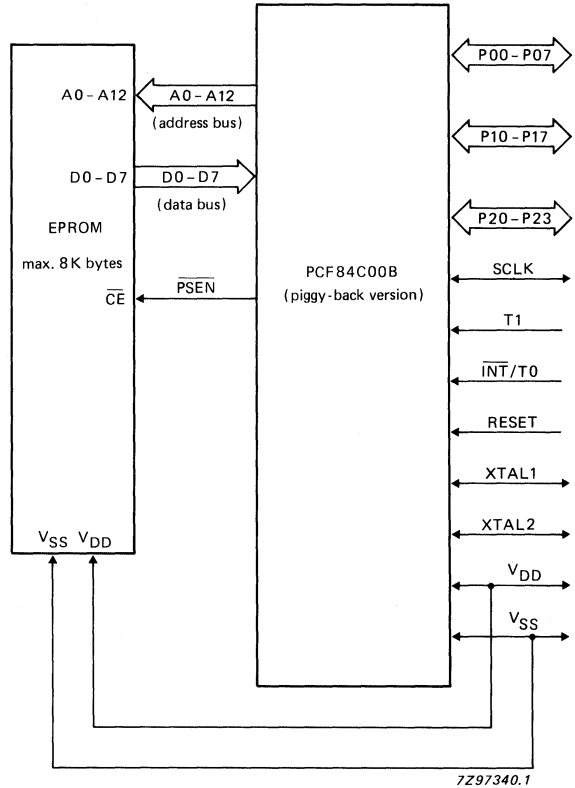 A0-A12
D0-D7
EPROM
max. 8K bytes
CE
VSS VDD
A0-A12
(address bus)
D0-D7
(data bus)
PSEN
PCF84C00B
(piggy-back version)
P00-P07
P10-P17
P20-P23
SCLK
T1
INT/T0
RESET
XTAL1
XTAL2
VDD
VSS
7Z97340.1